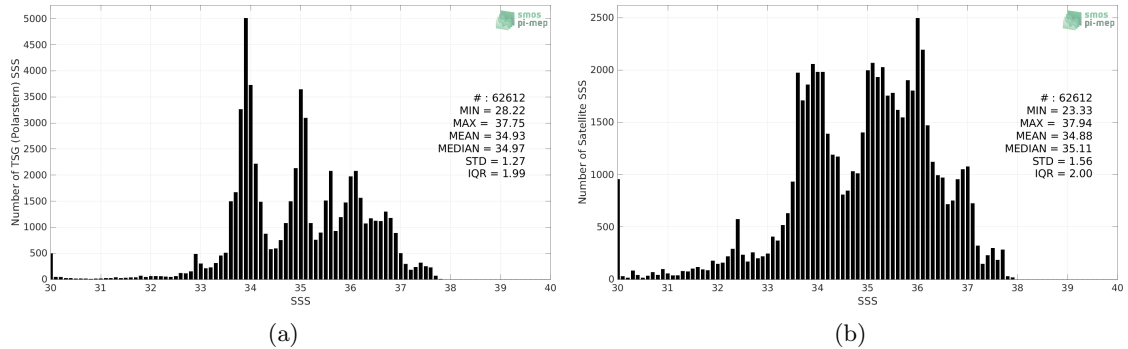 smos
pi-mep
Number of TSG (Polarstern) SSS
5000
4500
4000
3500
3000
2500
2000
1500
1000
500
0
# : 62612
MIN = 28.22
MAX = 37.75
MEAN = 34.93
MEDIAN = 34.97
STD = 1.27
IQR = 1.99
30 31 32 33 34 35 36 37 38 39 40
SSS
(a)
smos
pi-mep
Number of Satellite SSS
2500
2000
1500
1000
500
0
# : 62612
MIN = 23.33
MAX = 37.94
MEAN = 34.88
MEDIAN = 35.11
STD = 1.56
IQR = 2.00
30 31 32 33 34 35 36 37 38 39 40
SSS
(b)